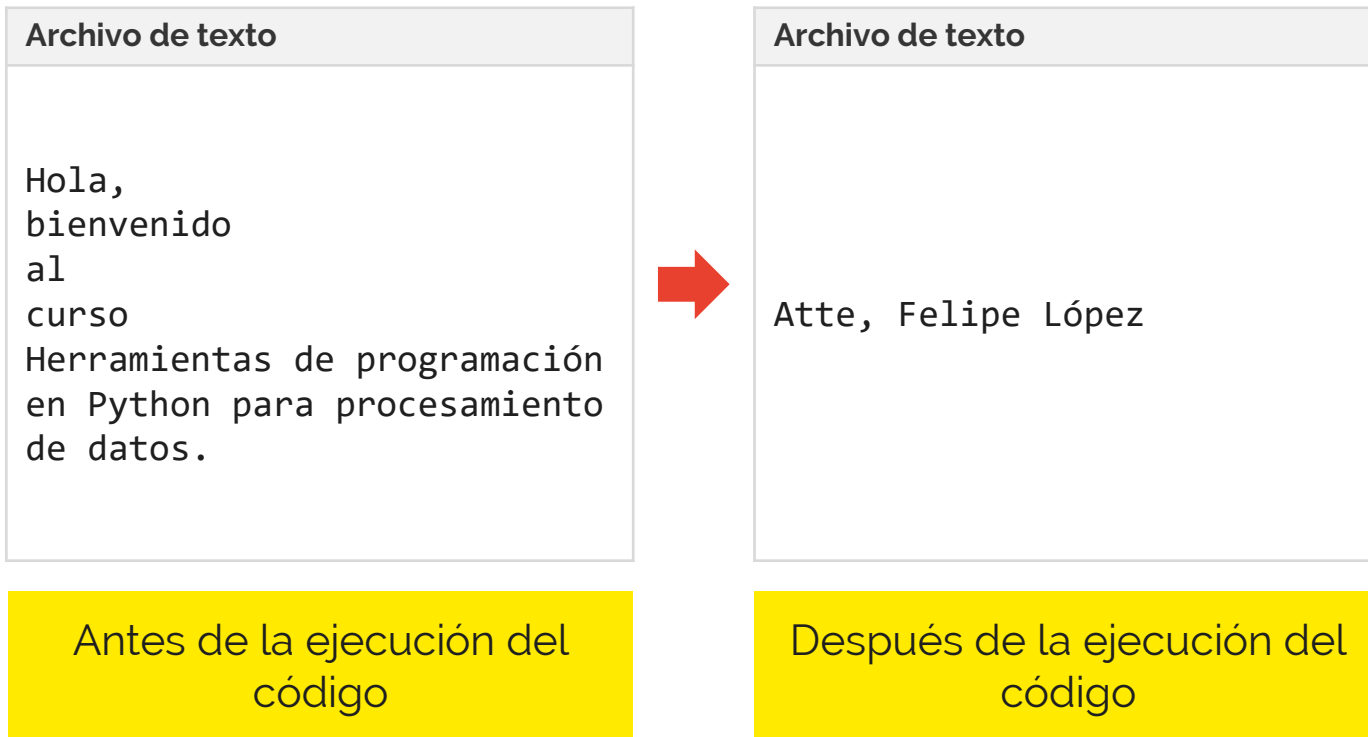 Archivo de texto
Hola,
bienvenido
al
curso
Herramientas de programación
en Python para procesamiento
de datos.
Antes de la ejecución del
código
Archivo de texto
Atte, Felipe López
Después de la ejecución del
código